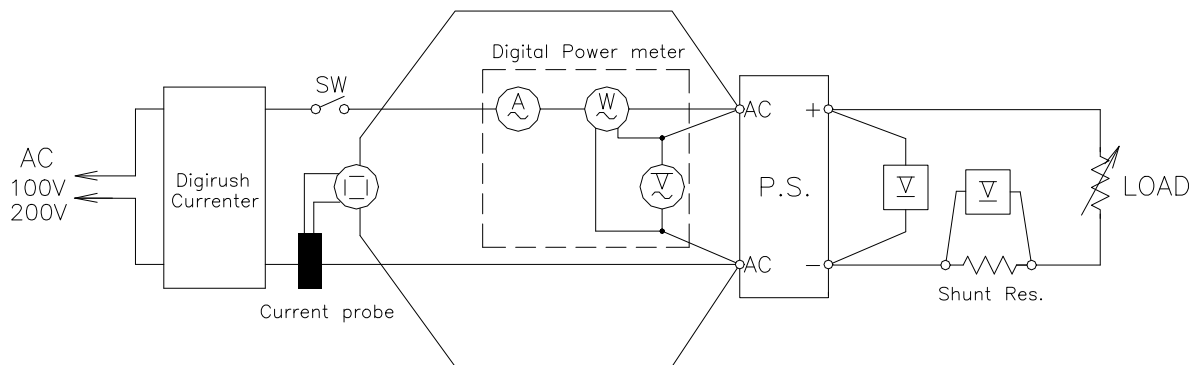 Digital Power meter
SW
A
W
AC
+
AC
100V
200V
Digirush
Currenter
V
P.S.
V
V
LOAD
AC
−
Shunt Res.
Current probe